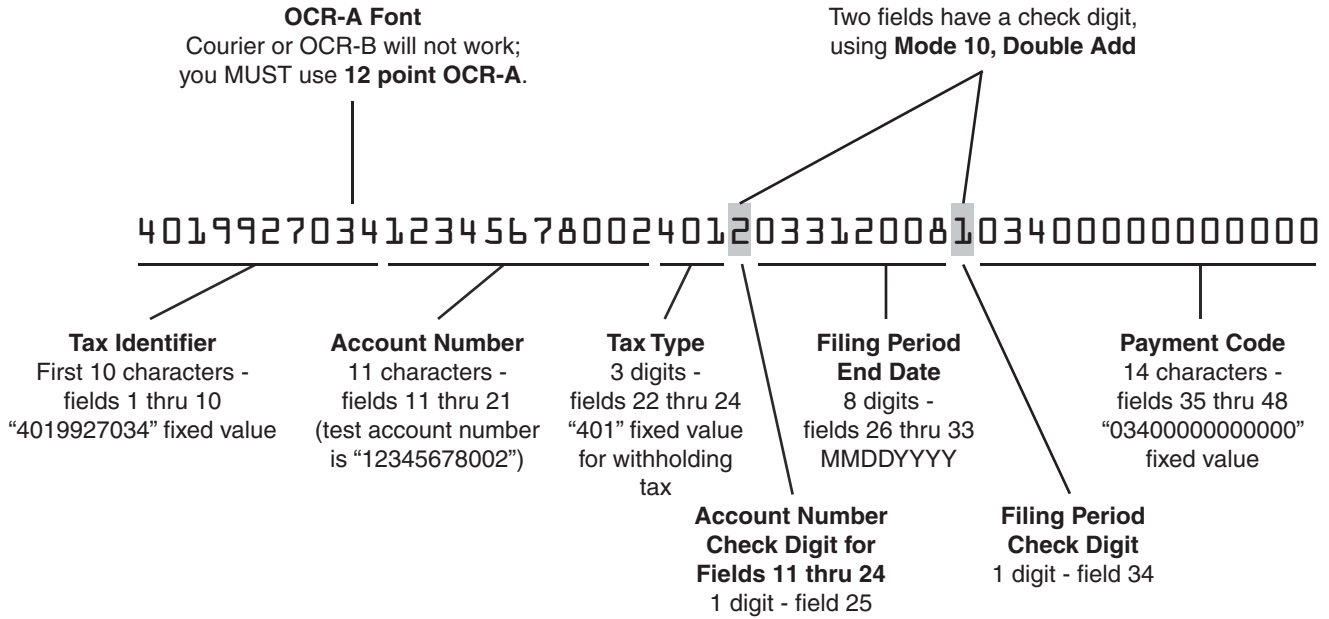 OCR-A Font
Courier or OCR-B will not work;
you MUST use 12 point OCR-A.
Two fields have a check digit,
using Mode 10, Double Add
401992703412345678002401203312008103400000000000
Tax Identifier
First 10 characters -
fields 1 thru 10
“4019927034” fixed value
Account Number
11 characters -
fields 11 thru 21
(test account number
is “12345678002”)
Tax Type
3 digits -
fields 22 thru 24
“401” fixed value
for withholding
tax
Filing Period
End Date
8 digits -
fields 26 thru 33
MMDDYYYY
Payment Code
14 characters -
fields 35 thru 48
“03400000000000”
fixed value
Account Number
Check Digit for
Fields 11 thru 24
1 digit - field 25
Filing Period
Check Digit
1 digit - field 34